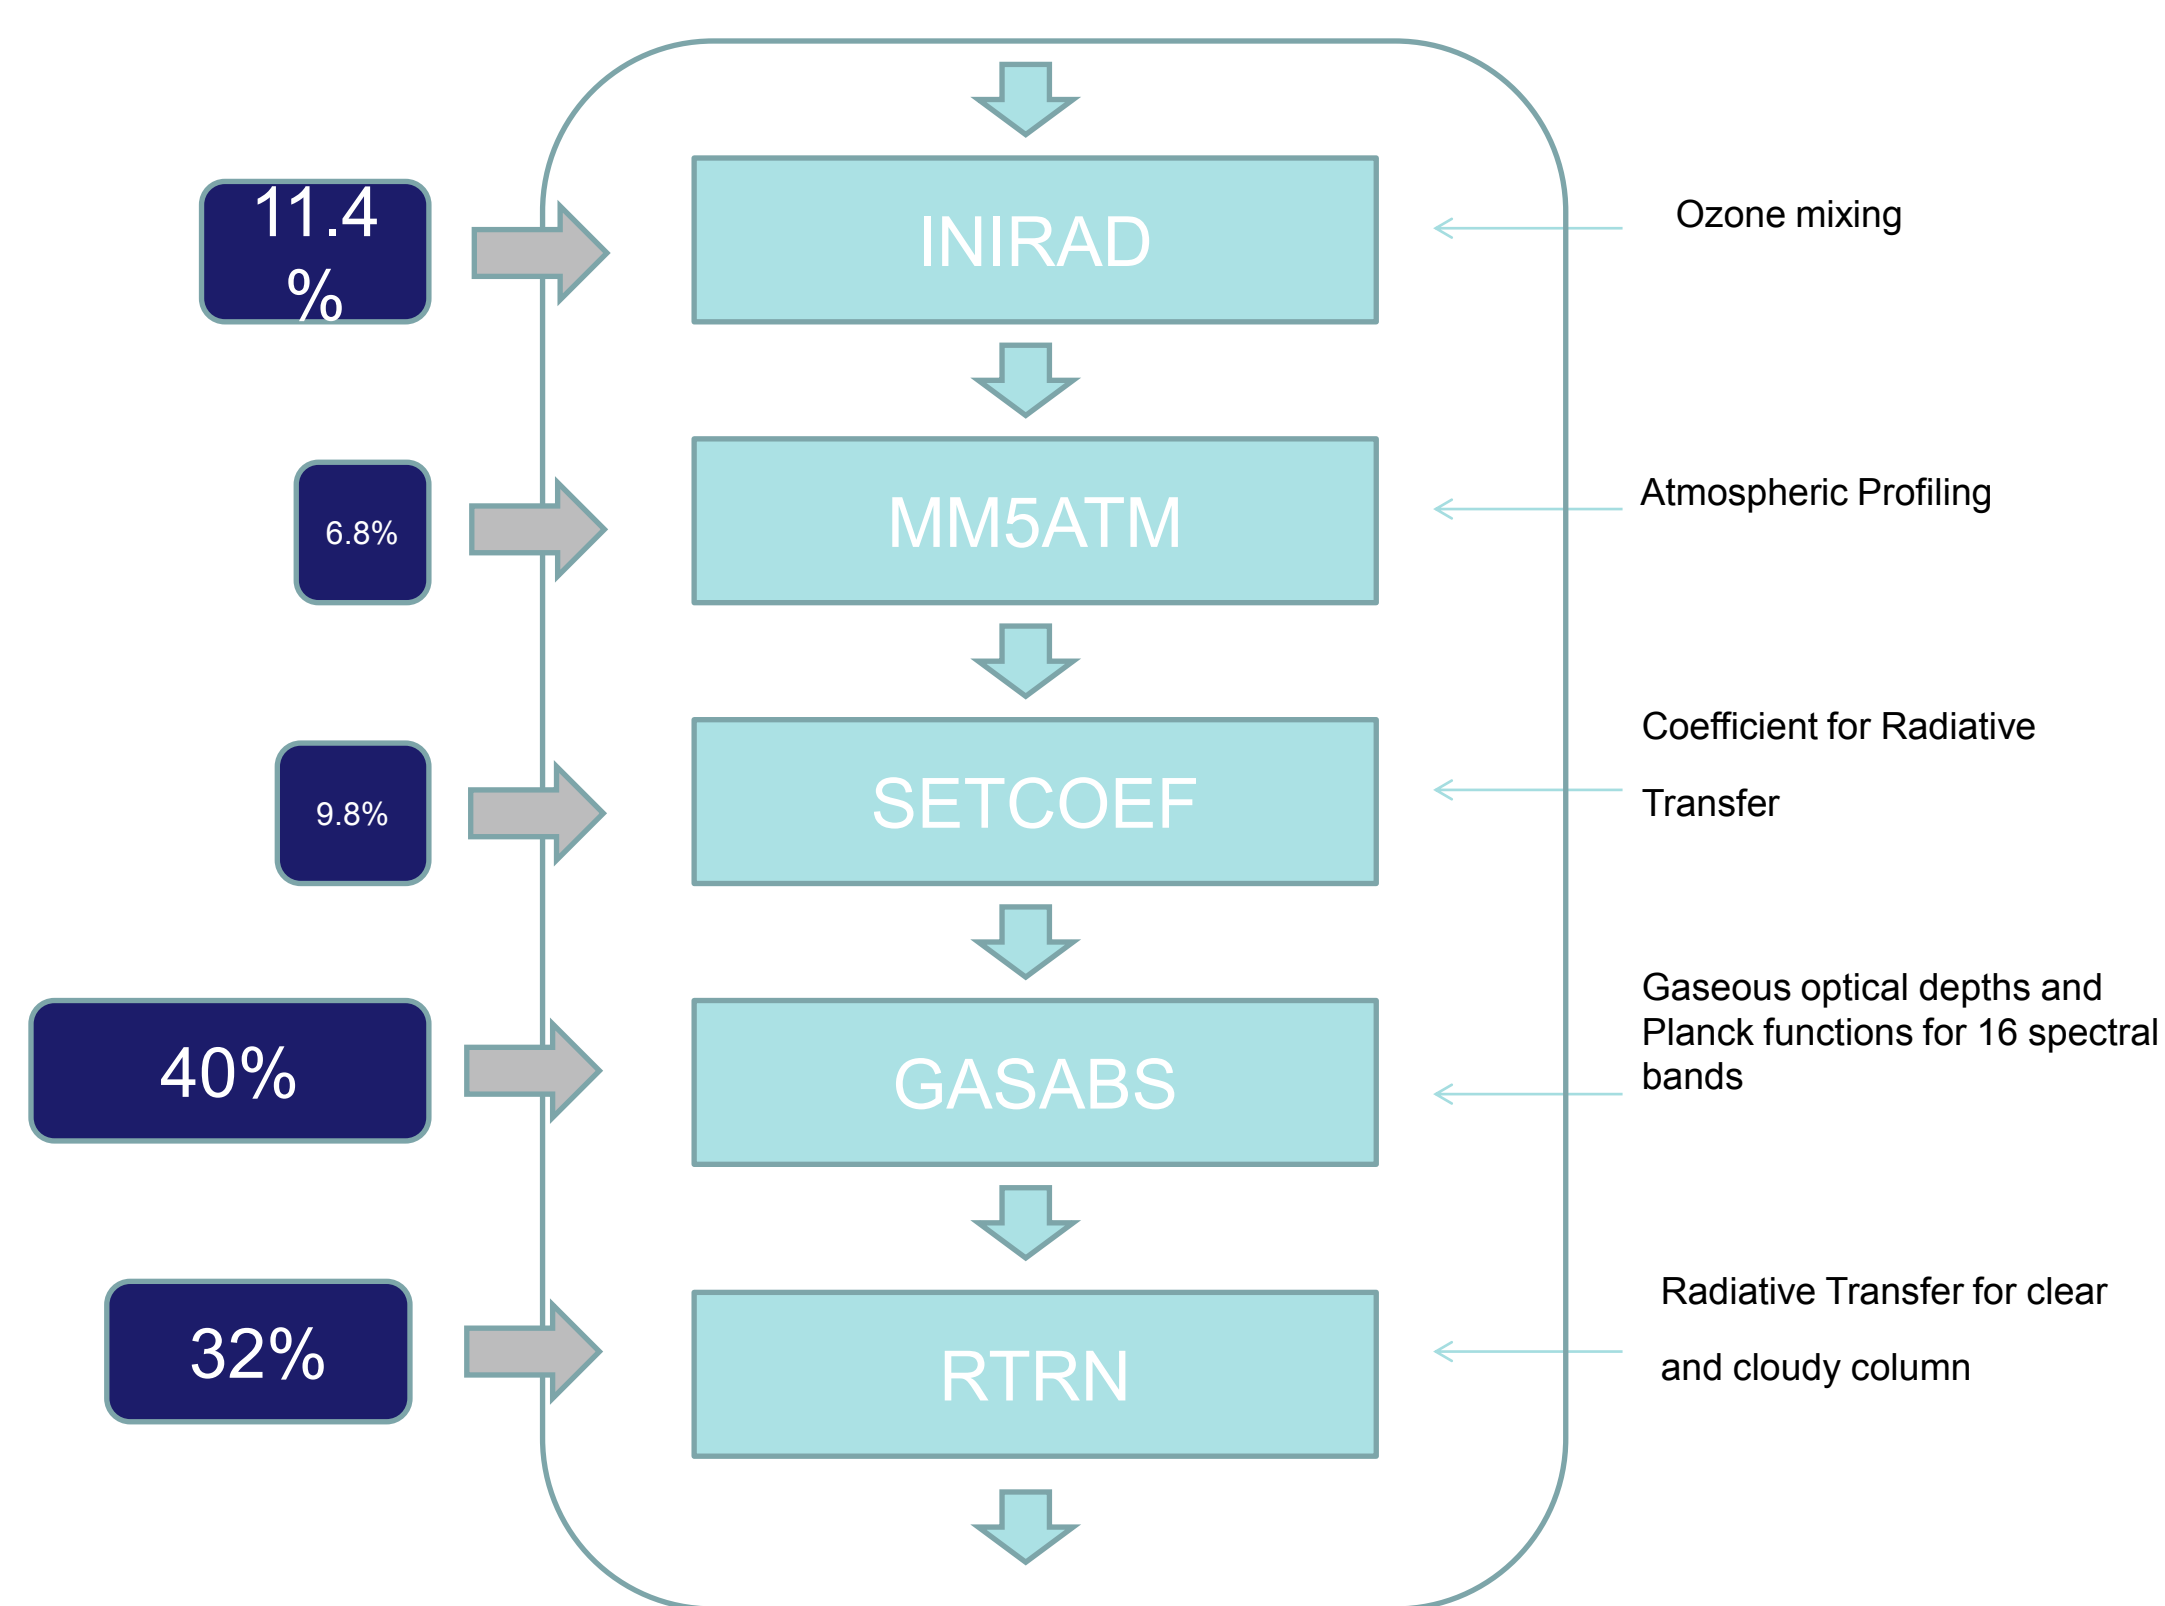 11.4
%
INIRAD
Ozone mixing
6.8%
MM5ATM
Atmospheric Profiling
9.8%
SETCOEF
Coefficient for Radiative
Transfer
40%
GASABS
Gaseous optical depths and
Planck functions for 16 spectral
bands
32%
RTRN
Radiative Transfer for clear
and cloudy column